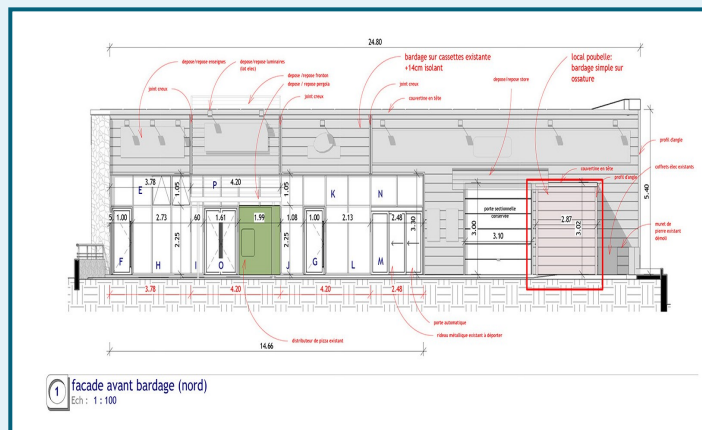 24.80
depose/repose enseignes
depose/repose luminaires
(lot elec)
depose /repose fronton
depose / repose pergola
joint creux
joint creux
bardage sur cassettes existante
+14cm isolant
joint creux
couvertine en tête
depose/repose store
local poubelle:
bardage simple sur
ossature
profil d'angle
couvertine en tête
profil d'angle
coffrets elec existants
5.40
muret de
pierre existant
démoli
E
3.78
1.05
P
4.20
1.05
K
N
5
1.00
2.73
.60
1.61
1.99
1.08
1.00
2.13
2.48
3.30
2.25
2.25
F
H
I
O
J
G
L
M
porte sectionelle
conservée
3.00
3.10
2.87
3.02
3.78
4.20
4.20
2.48
porte automatique
rideau métallique existant à déporter
distributeur de pizza existant
14.66
1
facade avant bardage (nord)
Ech : 1 : 100